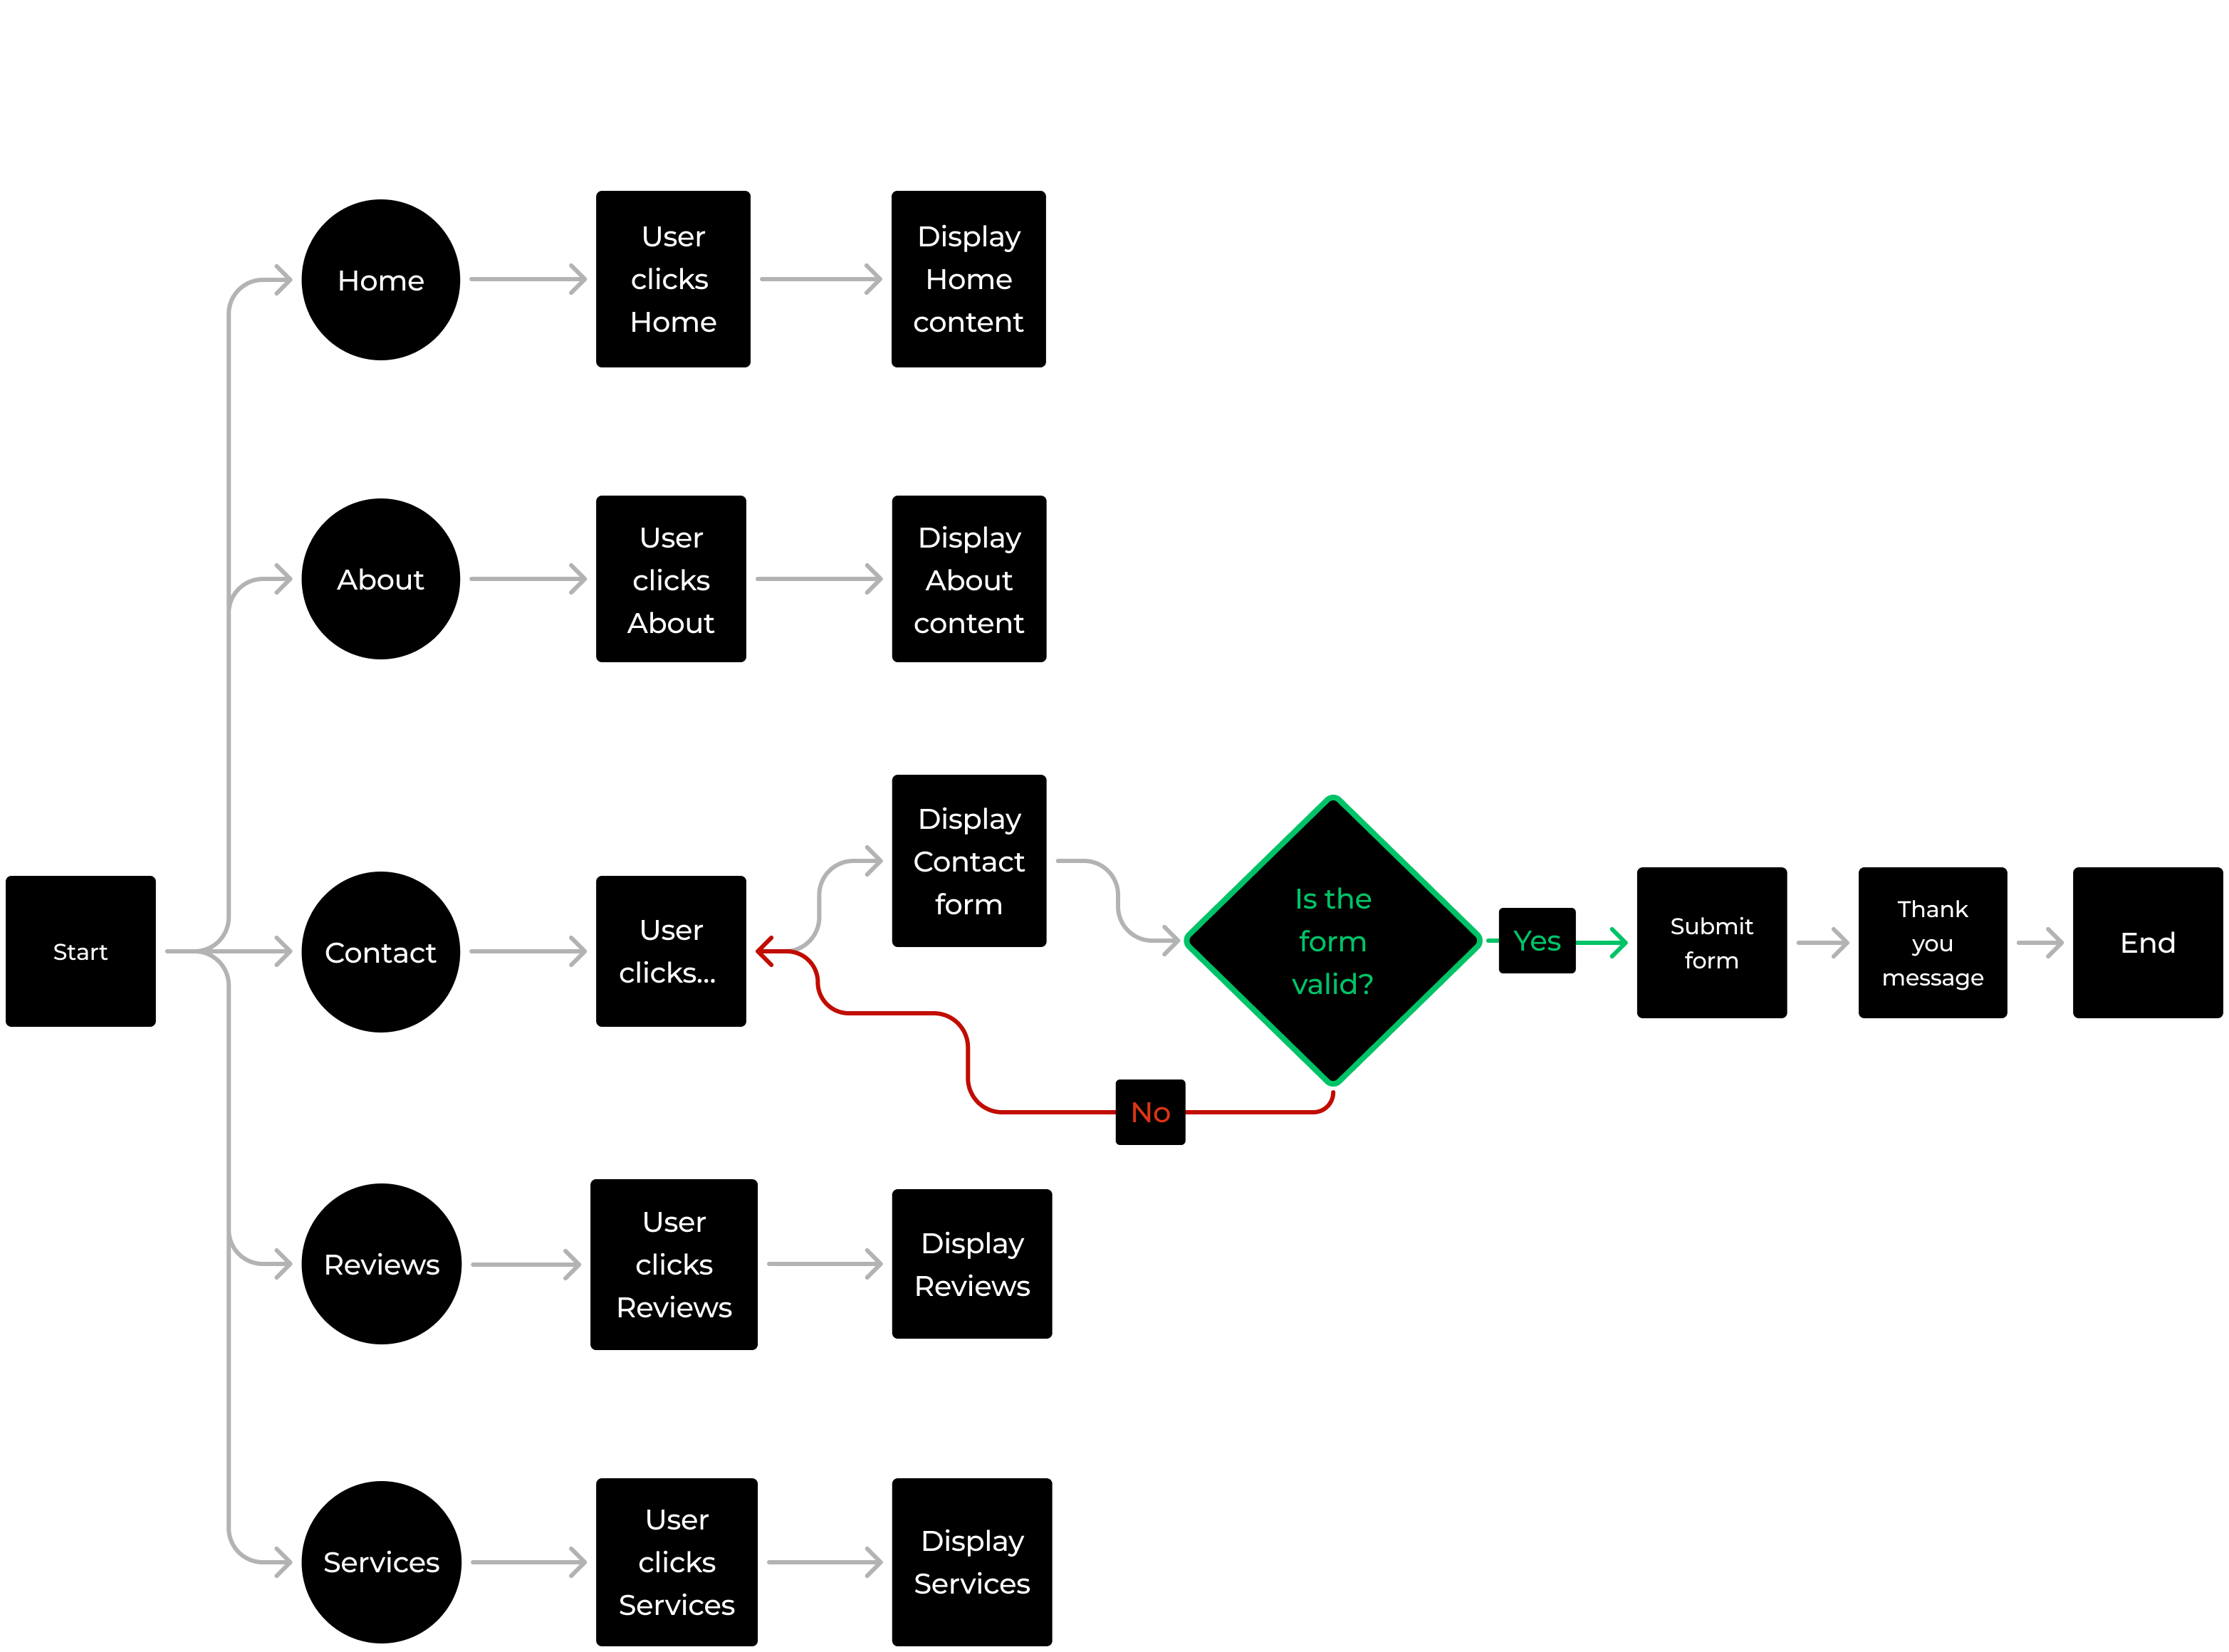 Start
Home
User
clicks
Home
Display
Home
content
About
User
clicks
About
Display
About
content
Contact
User
clicks...
Display
Contact
form
Is the
form
valid?
Yes
No
Submit
form
Thank
you
message
End
Reviews
User
clicks
Reviews
Display
Reviews
Services
User
clicks
Services
Display
Services